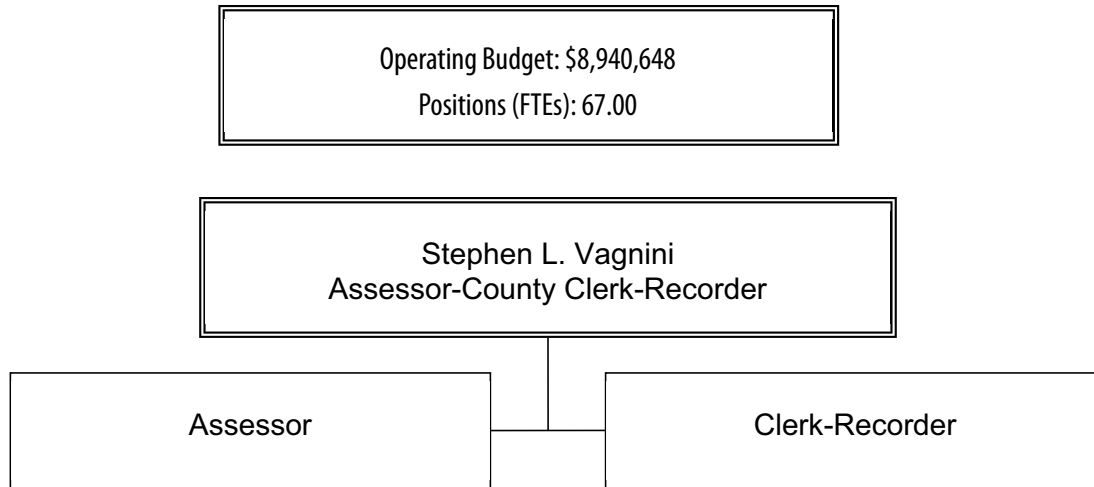 Operating Budget: $8,940,648
Positions (FTEs): 67.00
Stephen L. Vagnini
Assessor-County Clerk-Recorder
Assessor
Clerk-Recorder